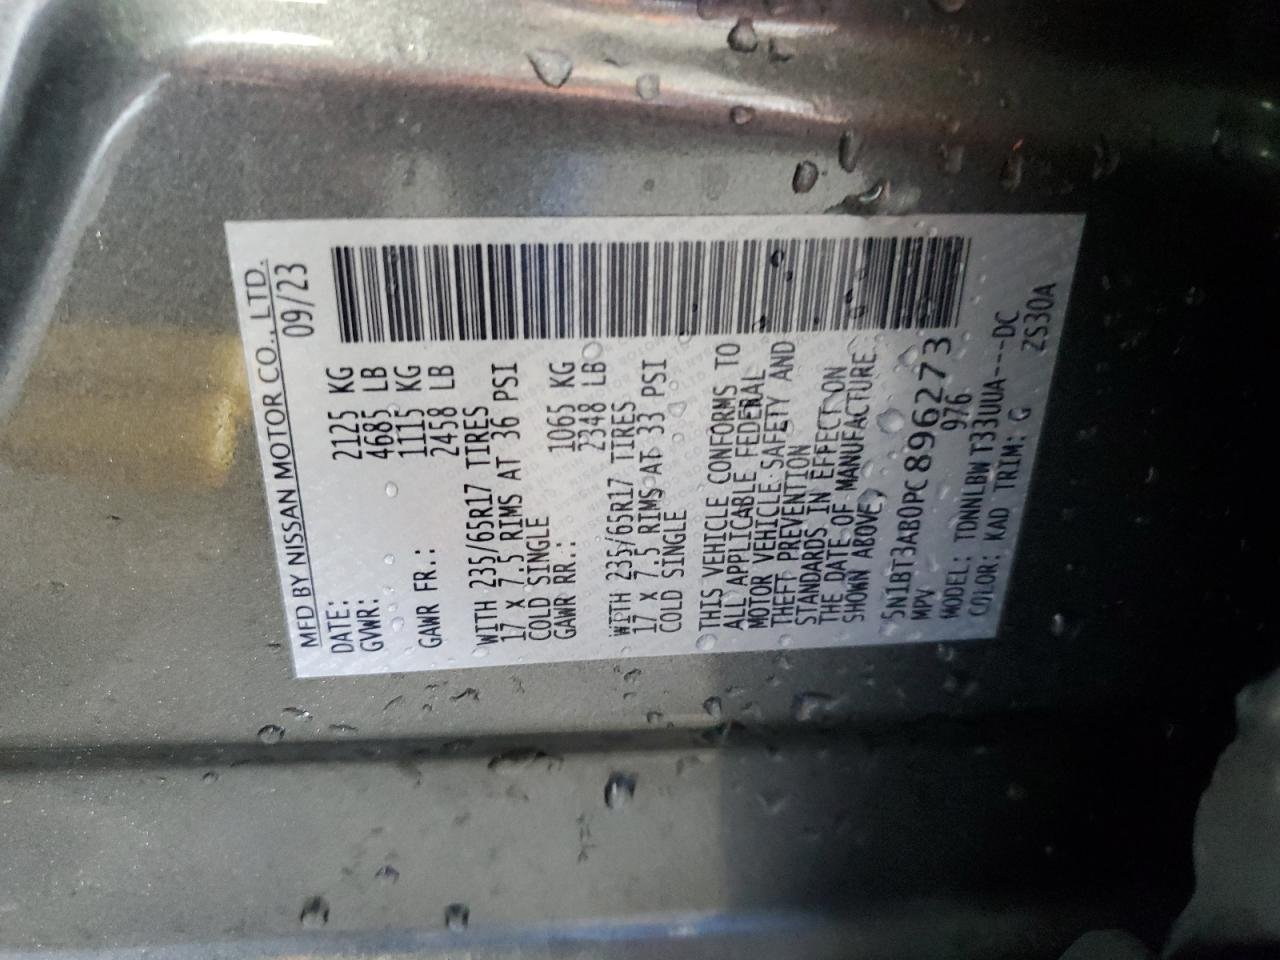 MFD BY NISSAN MOTOR CO., LTD.
DATE: 09/23
GVWR: 2125 KG
4685 LB
GAWR FR.: 1115 KG
2458 LB
WITH 235/65R17 TIRES
17 X 7.5 RIMS AT 36 PSI
COLD SINGLE
GAWR RR.: 1065 KG
2348 LB
WITH 235/65R17 TIRES
17 X 7.5 RIMS AT 33 PSI
COLD SINGLE
THIS VEHICLE CONFORMS TO
ALL APPLICABLE FEDERAL
MOTOR VEHICLE SAFETY AND
THEFT PREVENTION
STANDARDS IN EFFECT ON
THE DATE OF MANUFACTURE
SHOWN ABOVE.
5N1BT3AB0PC896273
MPV 976
MODEL: TDNNLBW T33UUA----DC
COLOR: KAD TRIM: G ZS30A